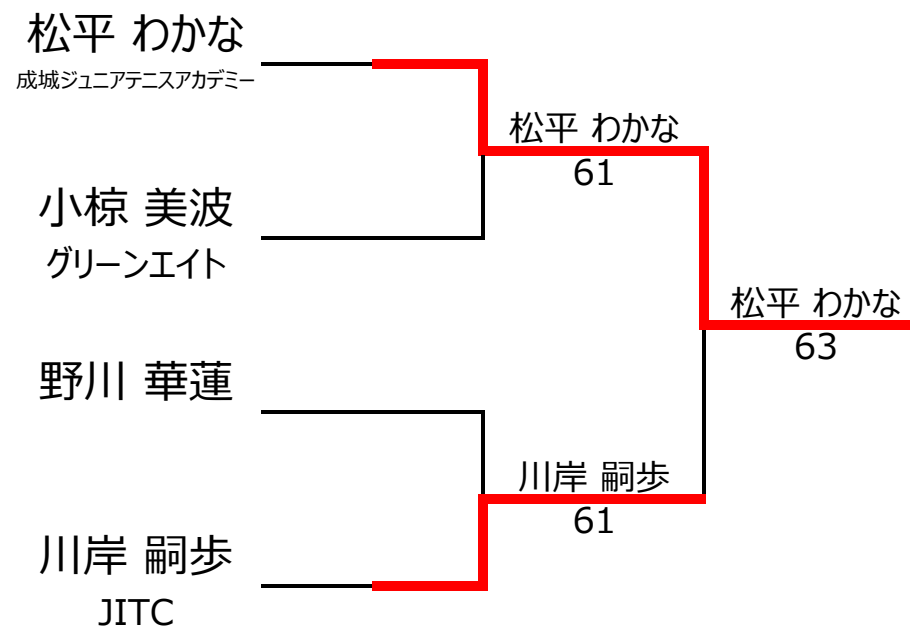 松平 わかな
成城ジュニアテニスアカデミー
松平 わかな
61
小椋 美波
グリーンエイト
松平 わかな
63
野川 華蓮
川岸 嗣歩
61
川岸 嗣歩
JITC